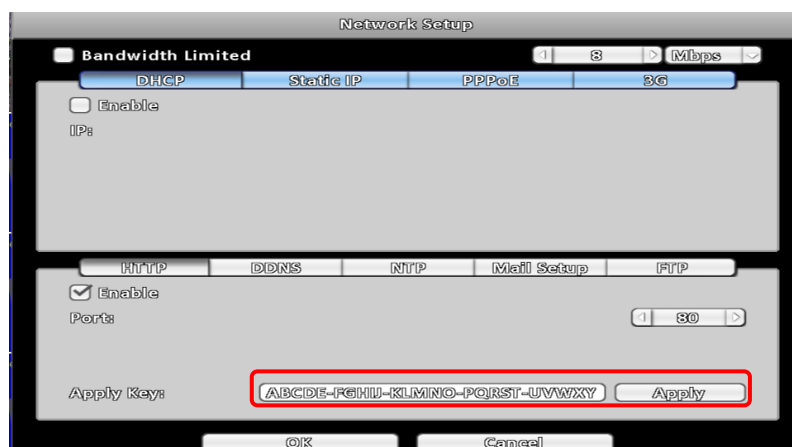 Network Setup
Bandwidth Limited 8 Mbps
DHCP Static IP PPPoE 3G
Enable
IP:
HTTP DDNS NTP Mail Setup FTP
Enable
Port: 80
Apply Key: ABCDE-FGHIJ-KLMNO-PQRST-UVWXY Apply
OK Cancel